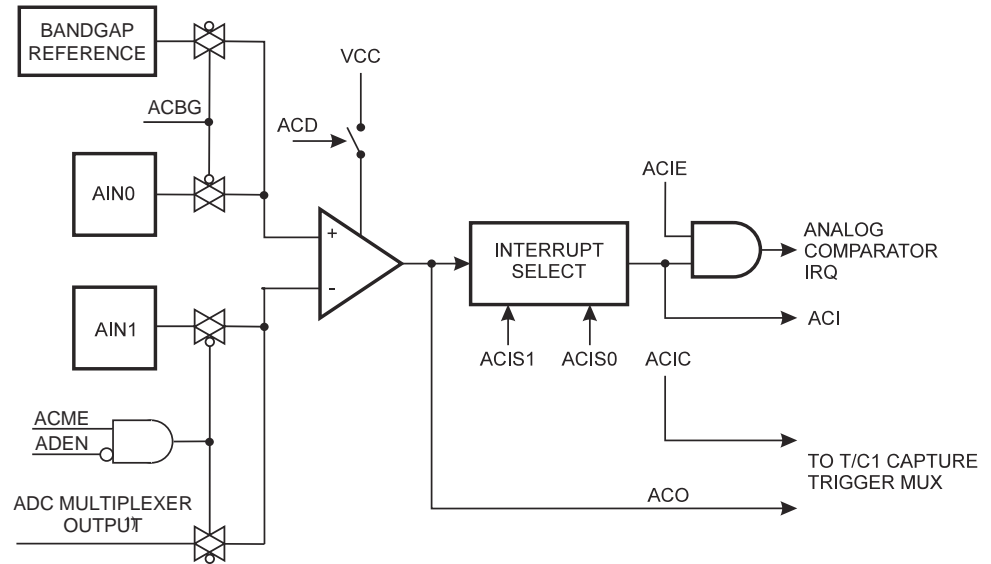 BANDGAP
REFERENCE
VCC
ACBG
ACD
AIN0
ACIE
+
-
INTERRUPT
SELECT
ANALOG
COMPARATOR
IRQ
AIN1
ACI
ACIS1
ACIS0
ACIC
ACME
ADEN
TO T/C1 CAPTURE
TRIGGER MUX
ADC MULTIPLEXER
OUTPUT
ACO